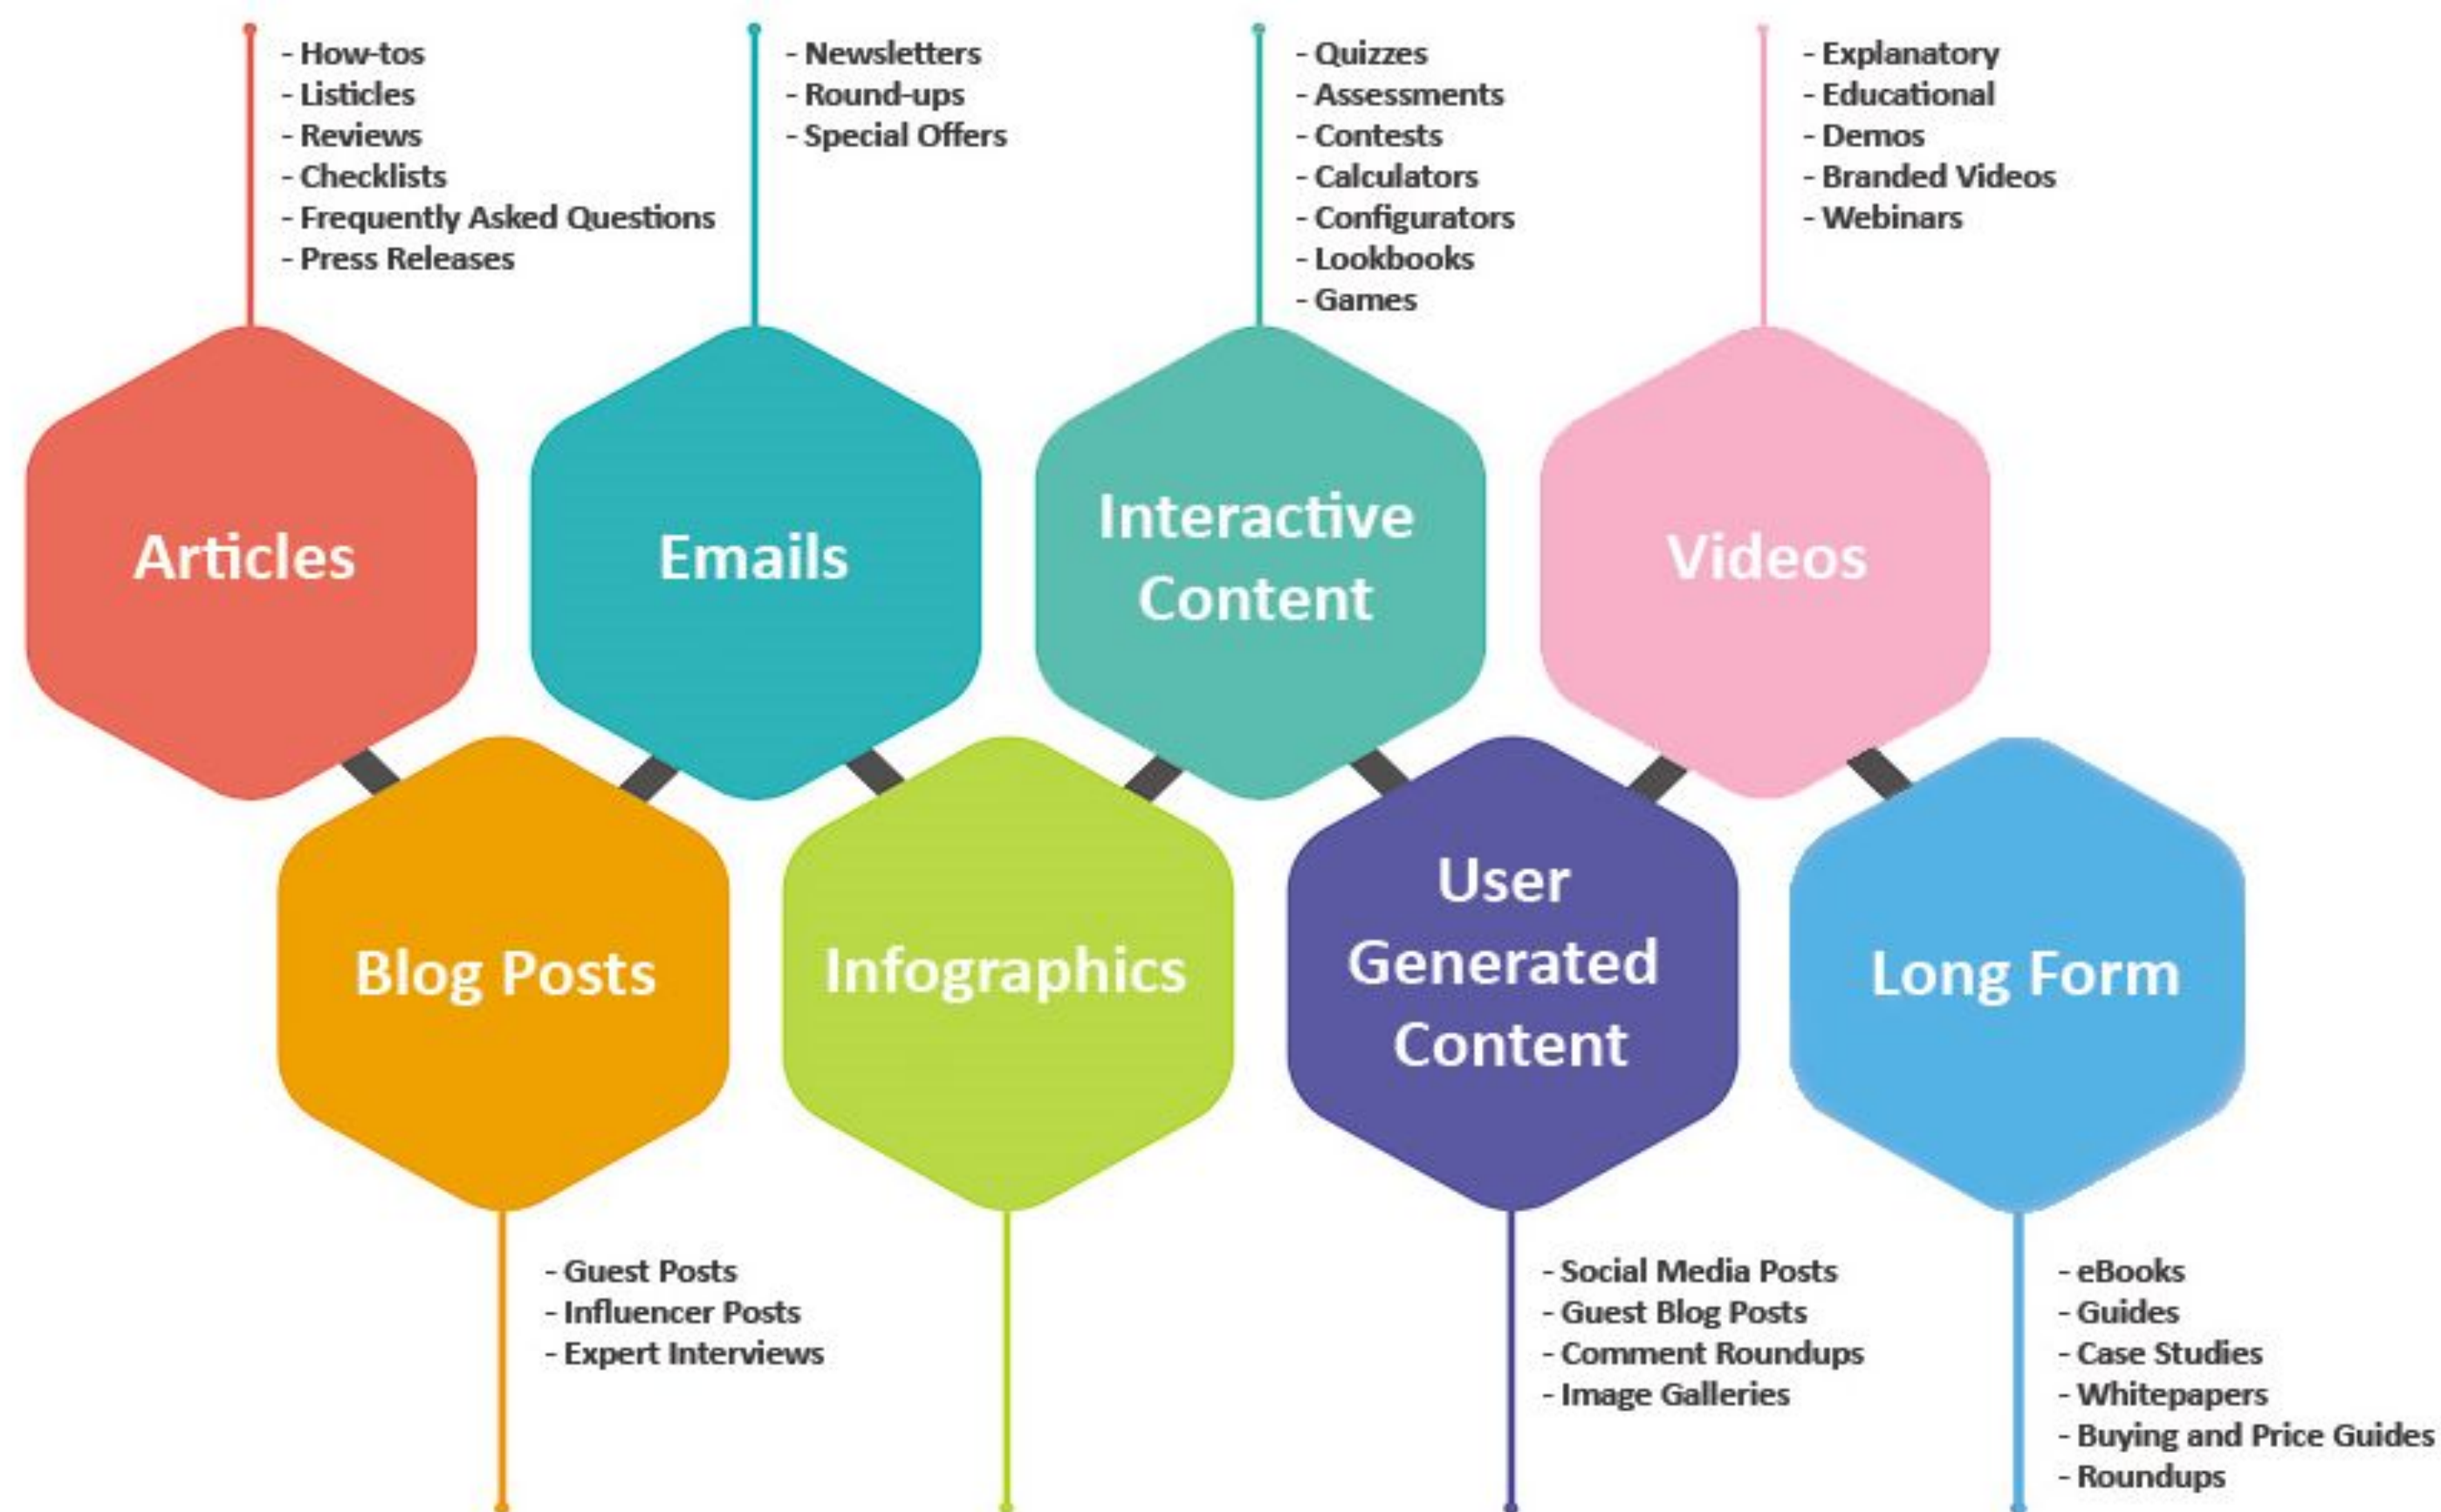 - How-tos
- Listicles
- Reviews
- Checklists
- Frequently Asked Questions
- Press Releases
- Newsletters
- Round-ups
- Special Offers
- Quizzes
- Assessments
- Contests
- Calculators
- Configurators
- Lookbooks
- Games
- Explanatory
- Educational
- Demos
- Branded Videos
- Webinars
Articles
Emails
Interactive
Content
Videos
Blog Posts
Infographics
User
Generated
Content
Long Form
- Guest Posts
- Influencer Posts
- Expert Interviews
- Social Media Posts
- Guest Blog Posts
- Comment Roundups
- Image Galleries
- eBooks
- Guides
- Case Studies
- Whitepapers
- Buying and Price Guides
- Roundups